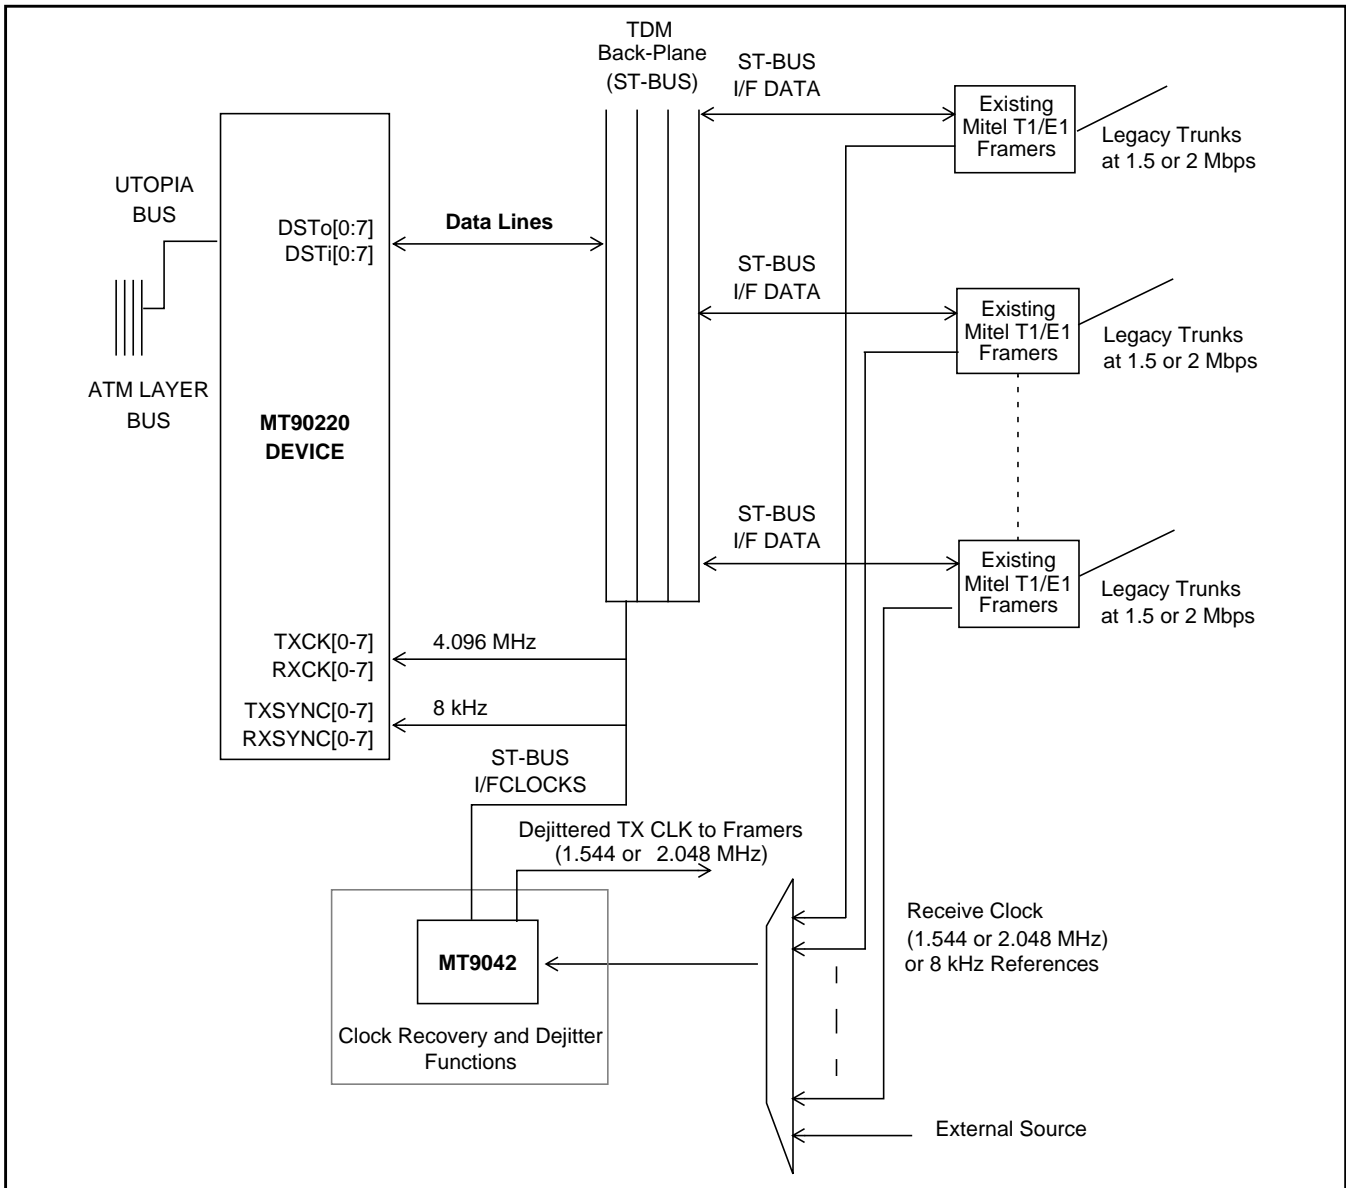 TDM
Back-Plane
(ST-BUS)
ST-BUS
I/F DATA
Existing
Mitel T1/E1
Framers
Legacy Trunks
at 1.5 or 2 Mbps
UTOPIA
BUS
DSTo[0:7]
DSTi[0:7]
Data Lines
ST-BUS
I/F DATA
Existing
Mitel T1/E1
Framers
Legacy Trunks
at 1.5 or 2 Mbps
ATM LAYER
BUS
MT90220
DEVICE
ST-BUS
I/F DATA
Existing
Mitel T1/E1
Framers
Legacy Trunks
at 1.5 or 2 Mbps
TXCK[0-7]
RXCK[0-7]
4.096 MHz
TXSYNC[0-7]
RXSYNC[0-7]
8 kHz
ST-BUS
I/FCLOCKS
Dejittered TX CLK to Framers
(1.544 or 2.048 MHz)
MT9042
Clock Recovery and Dejitter
Functions
Receive Clock
(1.544 or 2.048 MHz)
or 8 kHz References
External Source